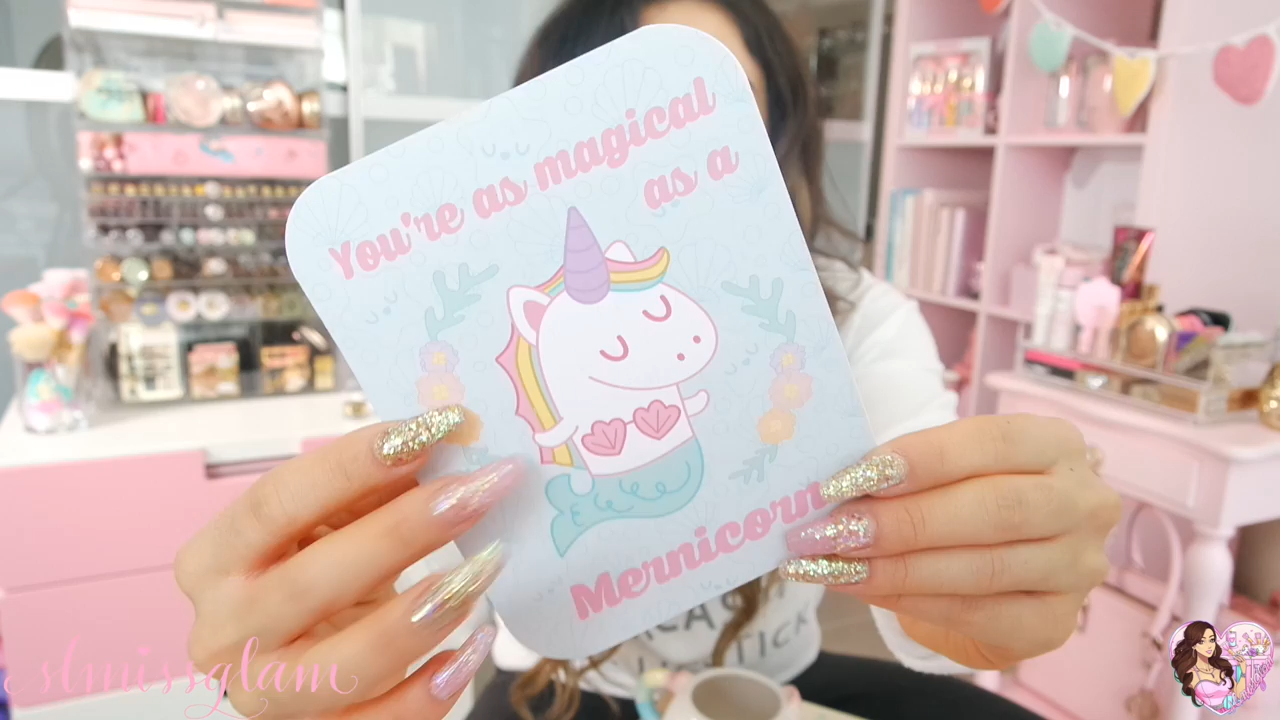 You're as magical
as a
Mernicorn
slmissglam